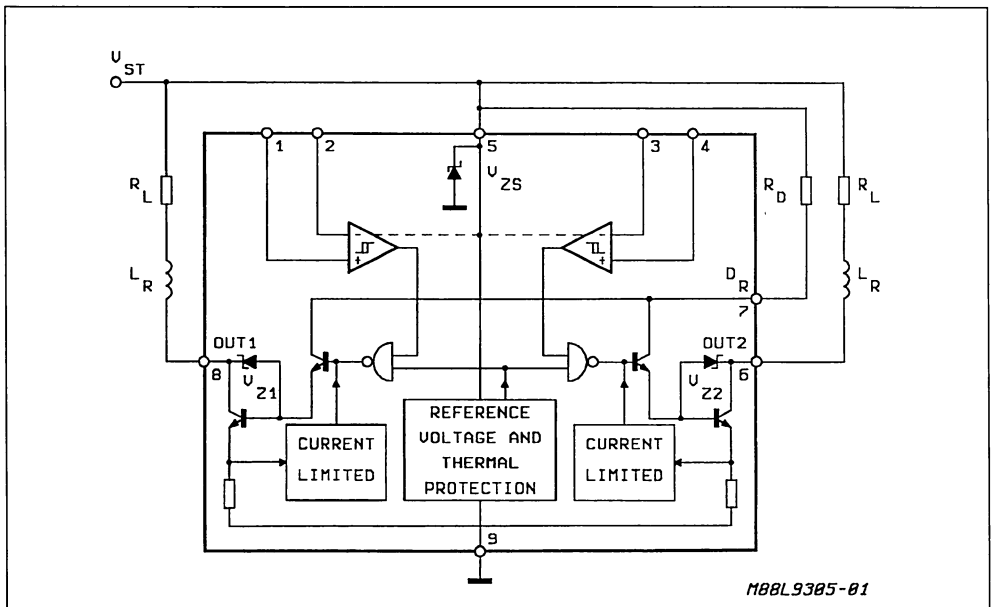 V ST
1
2
5
3
4
R L
V ZS
R D
R L
L R
+
+
D R
L R
7
OUT1
OUT2
8
V Z1
V Z2
6
CURRENT
LIMITED
REFERENCE
VOLTAGE AND
THERMAL
PROTECTION
CURRENT
LIMITED
9
M88L9305-01